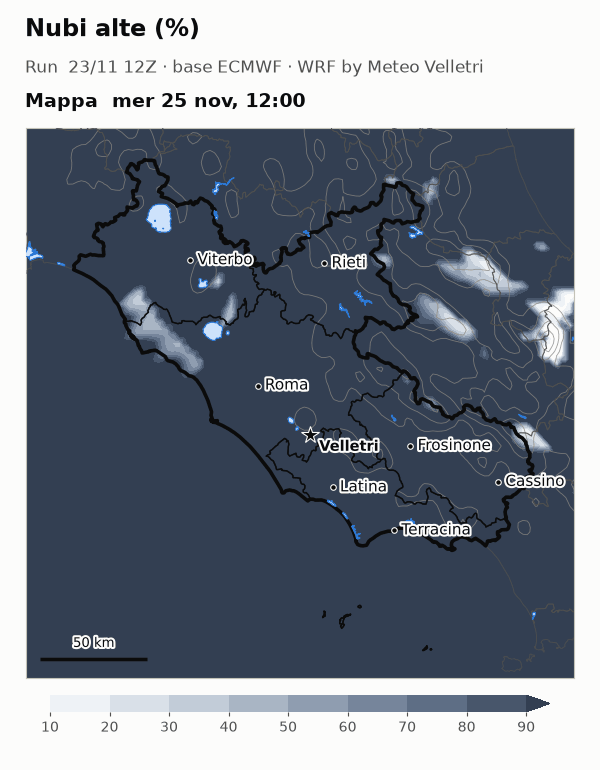 Nubi alte (%)
Run  23/11 12Z · base ECMWF · WRF by Meteo Velletri
Mappa  mer 25 nov, 12:00
Viterbo
Rieti
Roma
Velletri
Frosinone
Cassino
Latina
Terracina
50 km
10 20 30 40 50 60 70 80 90